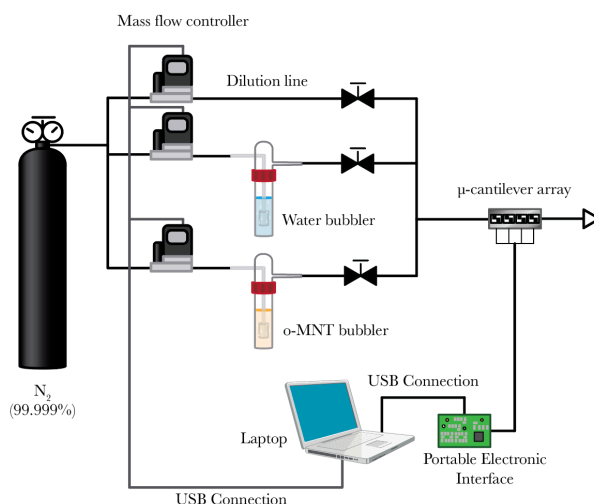 Mass flow controller
Dilution line
μ-cantilever array
Water bubbler
o-MNT bubbler
N₂
(99.999%)
USB Connection
Laptop
Portable Electronic
Interface
USB Connection